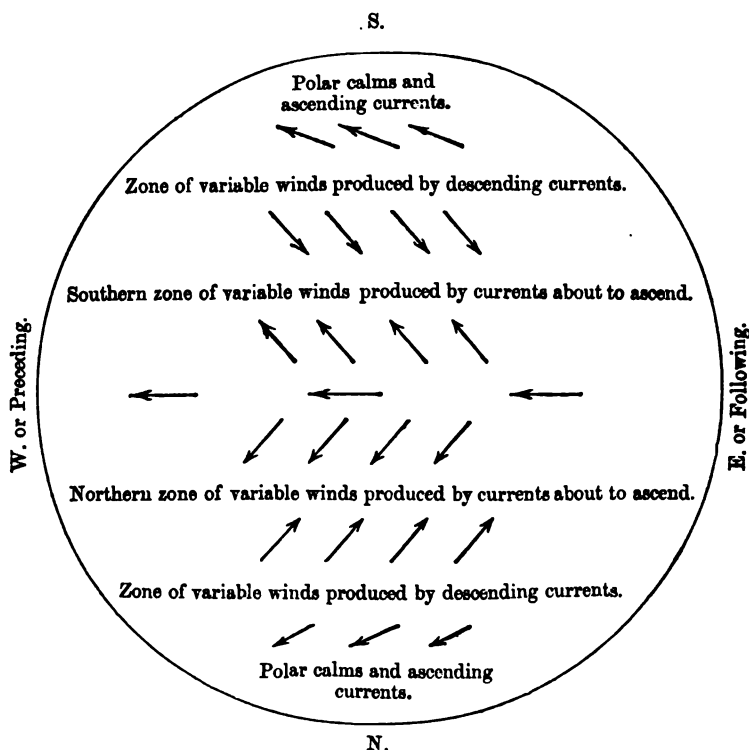 S.
Polar calms and
ascending currents.
Zone of variable winds produced by descending currents.
Southern zone of variable winds produced by currents about to ascend.
W. or Preceding.
E. or Following.
Northern zone of variable winds produced by currents about to ascend.
Zone of variable winds produced by descending currents.
Polar calms and ascending
currents.
N.